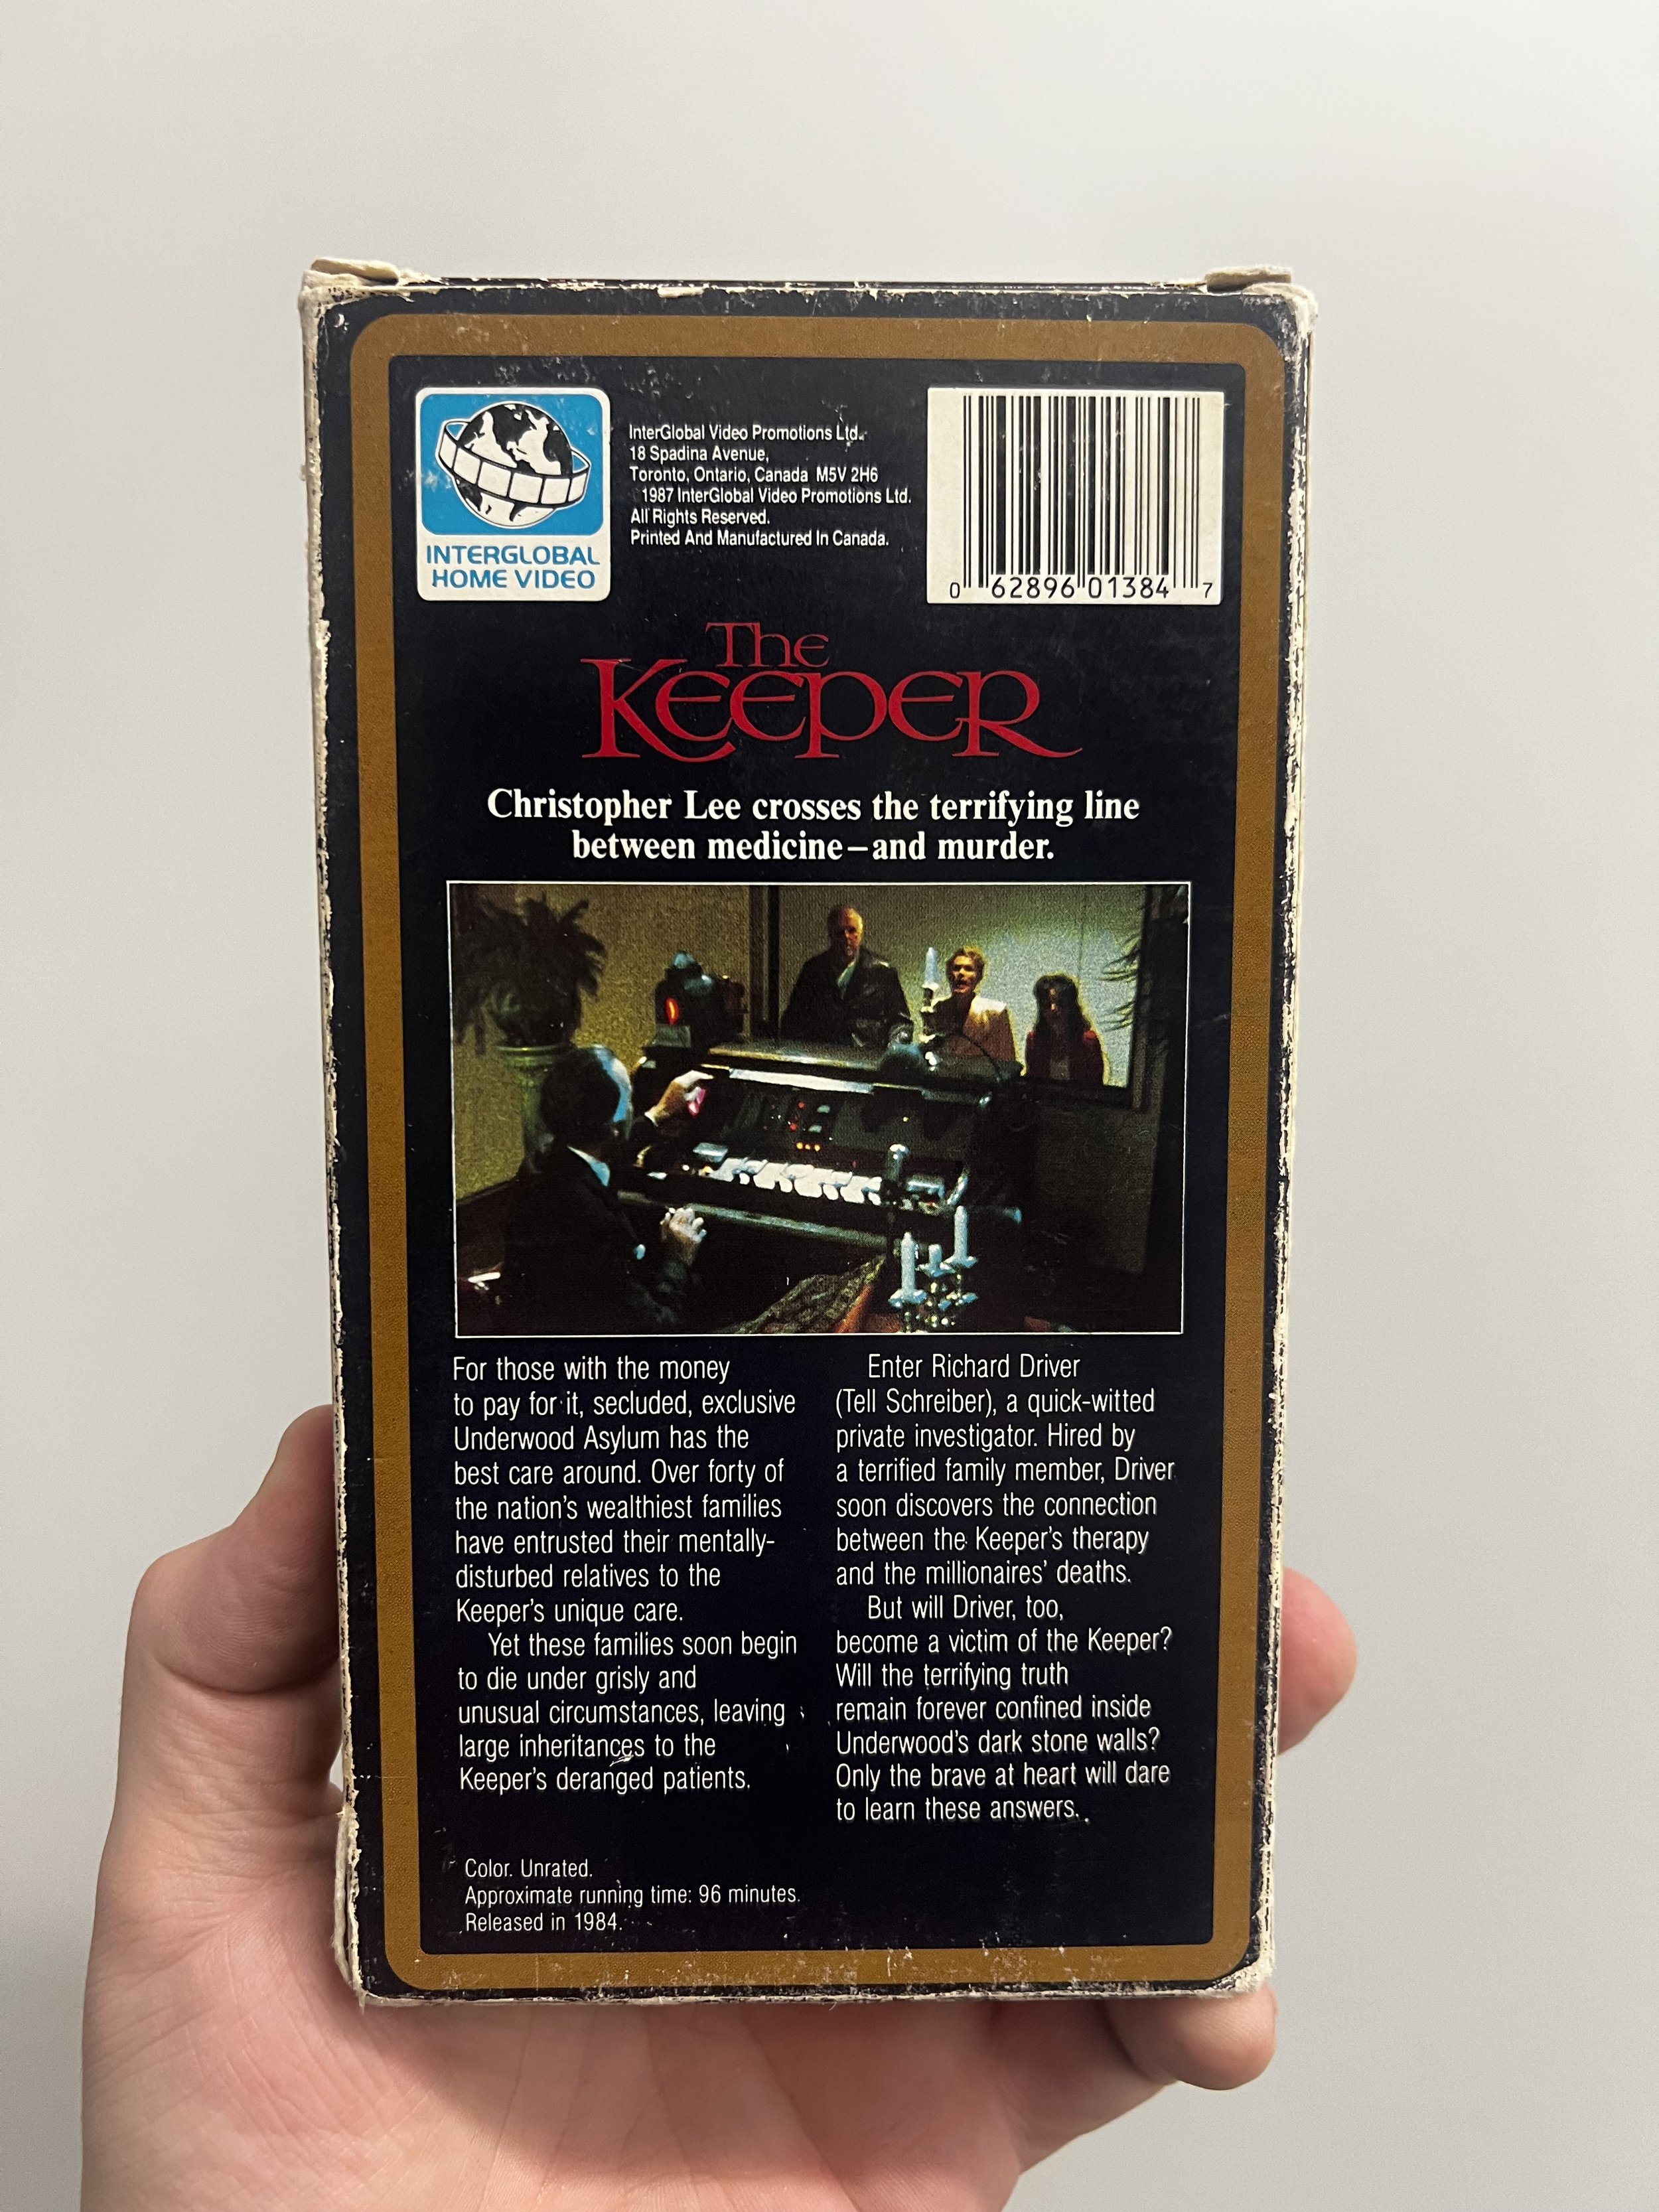 INTERGLOBAL
HOME VIDEO
InterGlobal Video Promotions Ltd.
18 Spadina Avenue,
Toronto, Ontario, Canada M5V 2H6
1987 InterGlobal Video Promotions Ltd.
All Rights Reserved.
Printed And Manufactured In Canada.
0 62896 01384 7
The
Keeper
Christopher Lee crosses the terrifying line
between medicine–and murder.
For those with the money
to pay for it, secluded, exclusive
Underwood Asylum has the
best care around. Over forty of
the nation's wealthiest families
have entrusted their mentally-
disturbed relatives to the
Keeper's unique care.
Yet these families soon begin
to die under grisly and
unusual circumstances, leaving
large inheritances to the
Keeper's deranged patients.
Enter Richard Driver
(Tell Schreiber), a quick-witted
private investigator. Hired by
a terrified family member, Driver
soon discovers the connection
between the Keeper's therapy
and the millionaires' deaths.
But will Driver, too,
become a victim of the Keeper?
Will the terrifying truth
remain forever confined inside
Underwood's dark stone walls?
Only the brave at heart will dare
to learn these answers.
Color. Unrated.
Approximate running time: 96 minutes.
Released in 1984.